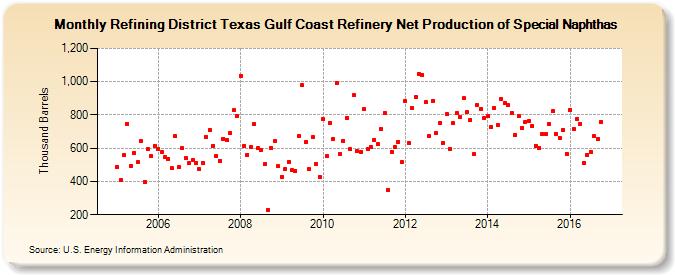 Monthly Refining District Texas Gulf Coast Refinery Net Production of Special Naphthas
Thousand Barrels
1,200
1,000
800
600
400
200
2006 2008 2010 2012 2014 2016
Source: U.S. Energy Information Administration